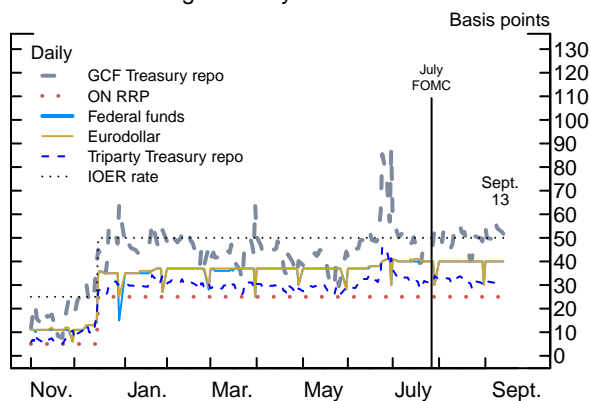 Basis points
Daily
GCF Treasury repo
ON RRP
Federal funds
Eurodollar
Triparty Treasury repo
IOER rate
July
FOMC
Sept.
13
130
120
110
100
90
80
70
60
50
40
30
20
10
0
Nov. Jan. Mar. May July Sept.